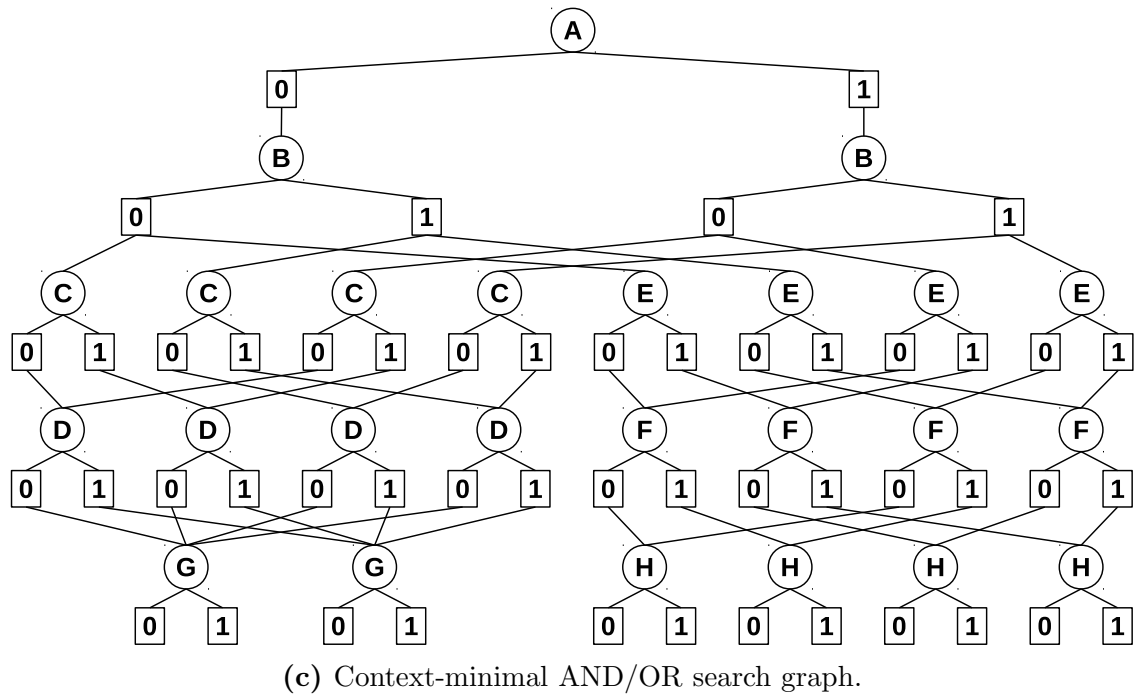 A
0 1
B B
0 1 0 1
C C C C E E E E
0 1 0 1 0 1 0 1 0 1 0 1 0 1 0 1
D D D D F F F F
0 1 0 1 0 1 0 1 0 1 0 1 0 1 0 1
G G H H H H
0 1 0 1 0 1 0 1 0 1 0 1
(c) Context-minimal AND/OR search graph.